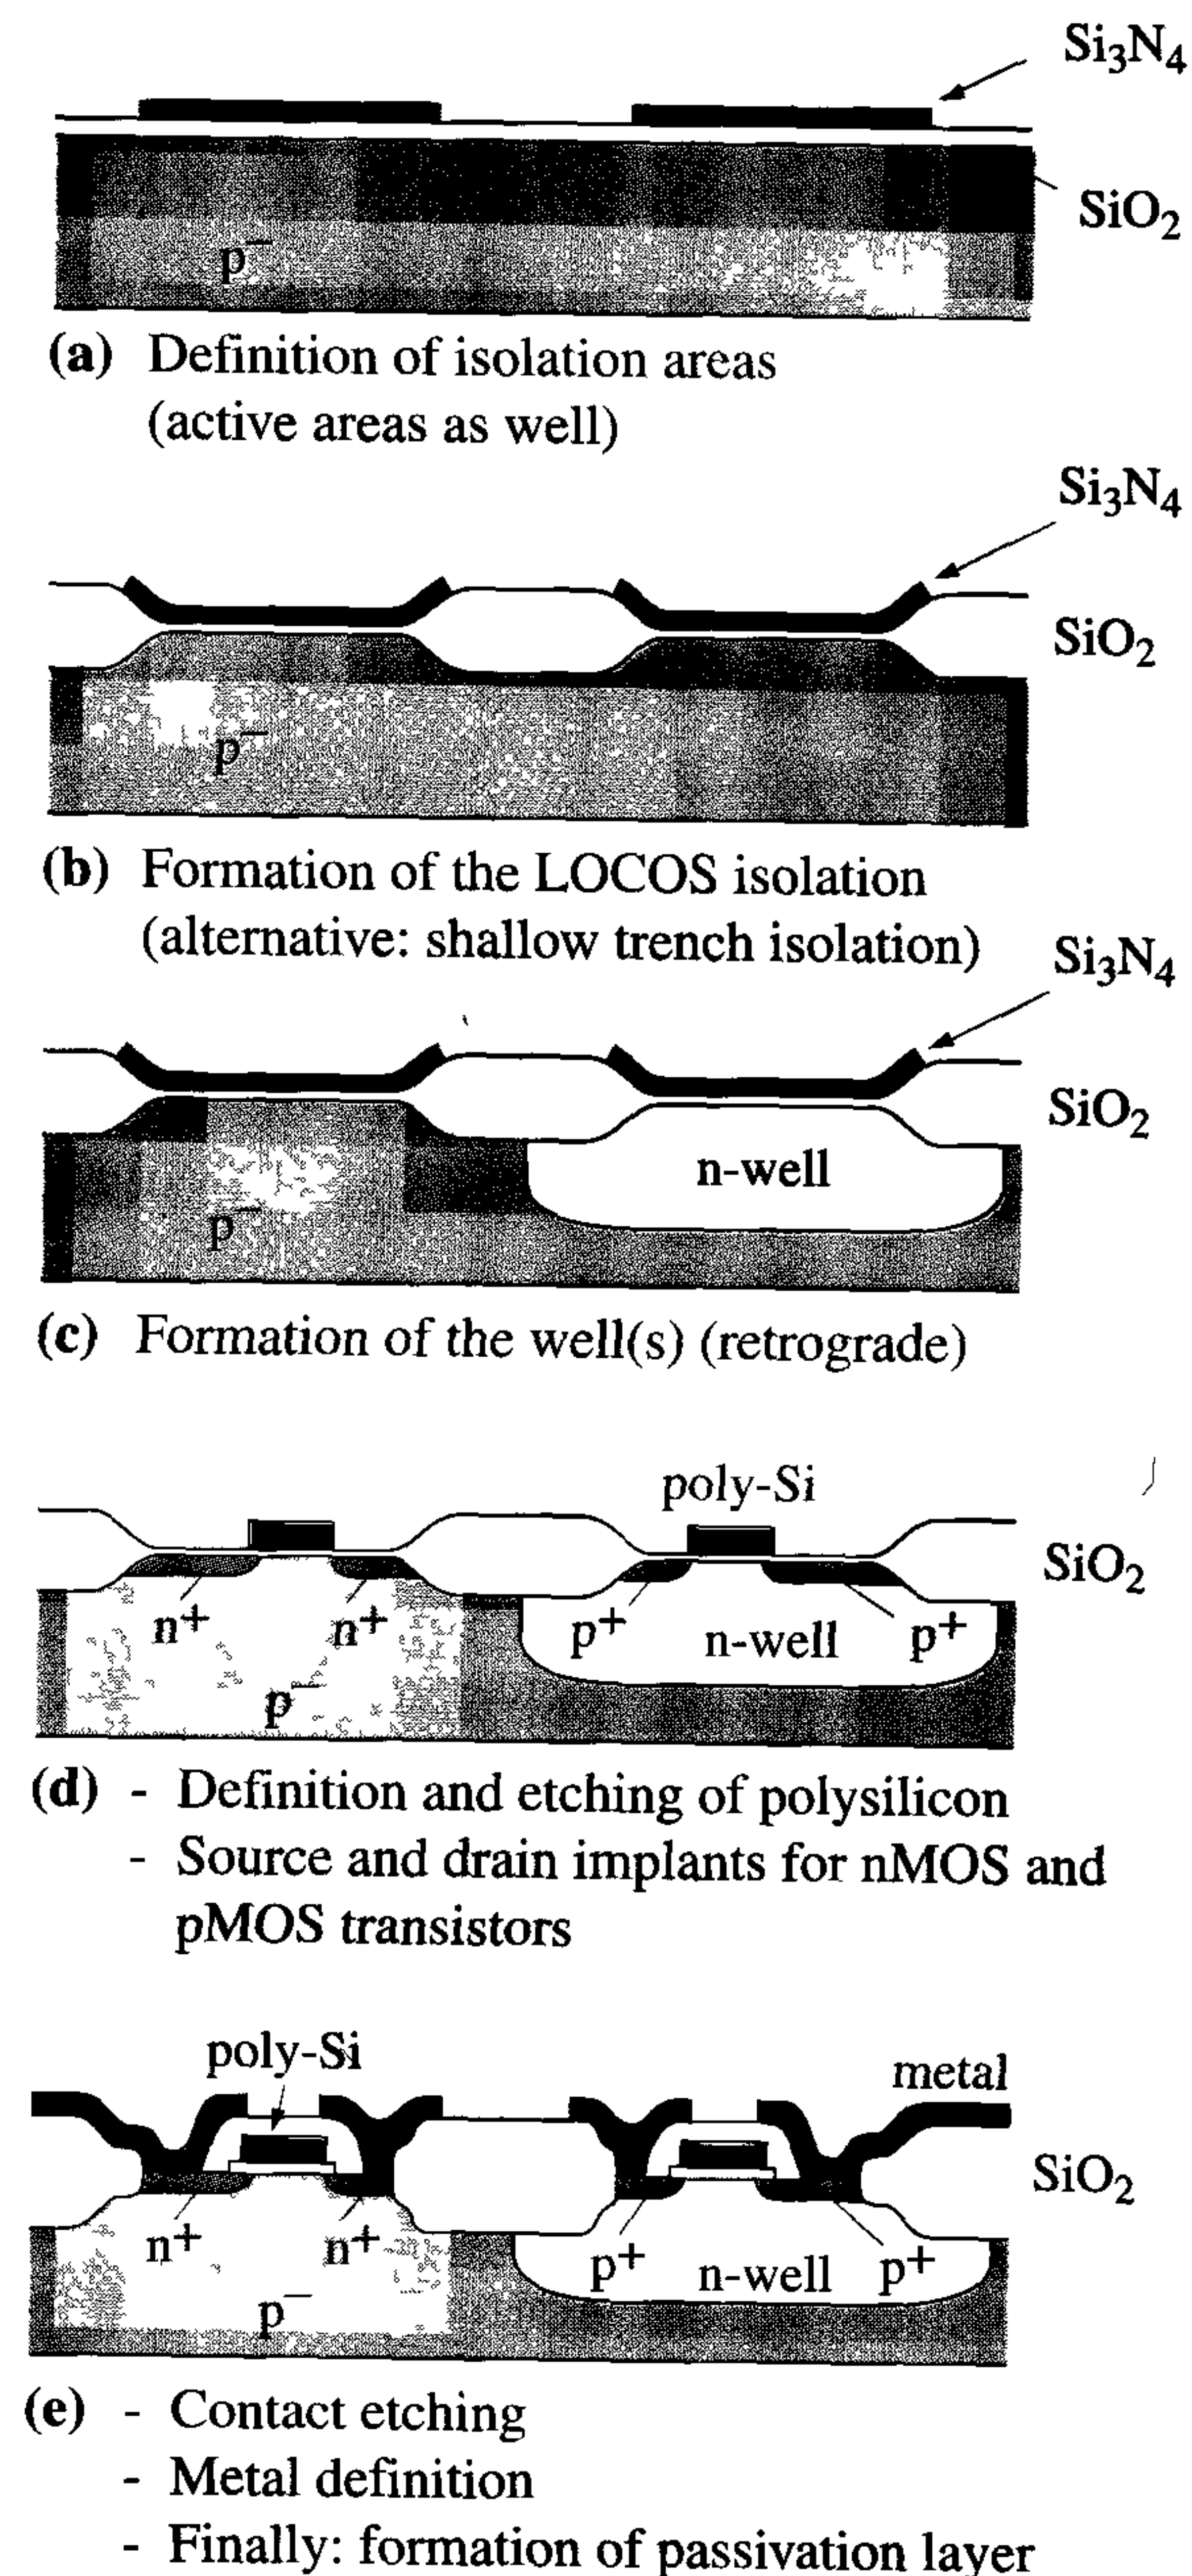 Si₃N₄
SiO₂
p⁻
(a) Definition of isolation areas
(active areas as well)
Si₃N₄
SiO₂
p⁻
(b) Formation of the LOCOS isolation
(alternative: shallow trench isolation)
Si₃N₄
SiO₂
n-well
p⁻
(c) Formation of the well(s) (retrograde)
poly-Si
SiO₂
n+ n+ p+ n-well p+
p⁻
(d) - Definition and etching of polysilicon
- Source and drain implants for nMOS and
pMOS transistors
poly-Si
metal
SiO₂
n+ n+ p+ n-well p+
p⁻
(e) - Contact etching
- Metal definition
- Finally: formation of passivation layer